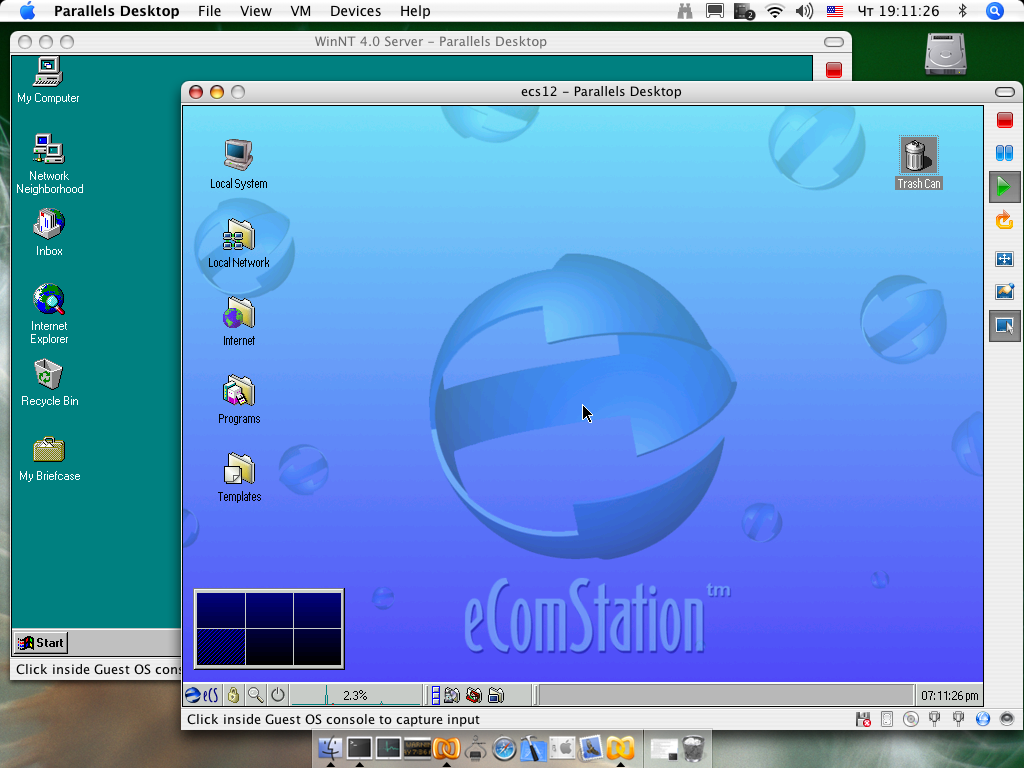 Parallels Desktop File View VM Devices Help
2
Чт 19:11:26
WinNT 4.0 Server – Parallels Desktop
My Computer
Network
Neighborhood
Inbox
Internet
Explorer
Recycle Bin
My Briefcase
Start
Click inside Guest OS cons
ecs12 – Parallels Desktop
Local System
Trash Can
Local Network
Internet
Programs
Templates
eComStation™
eCS
2.3%
07:11:26 pm
Click inside Guest OS console to capture input